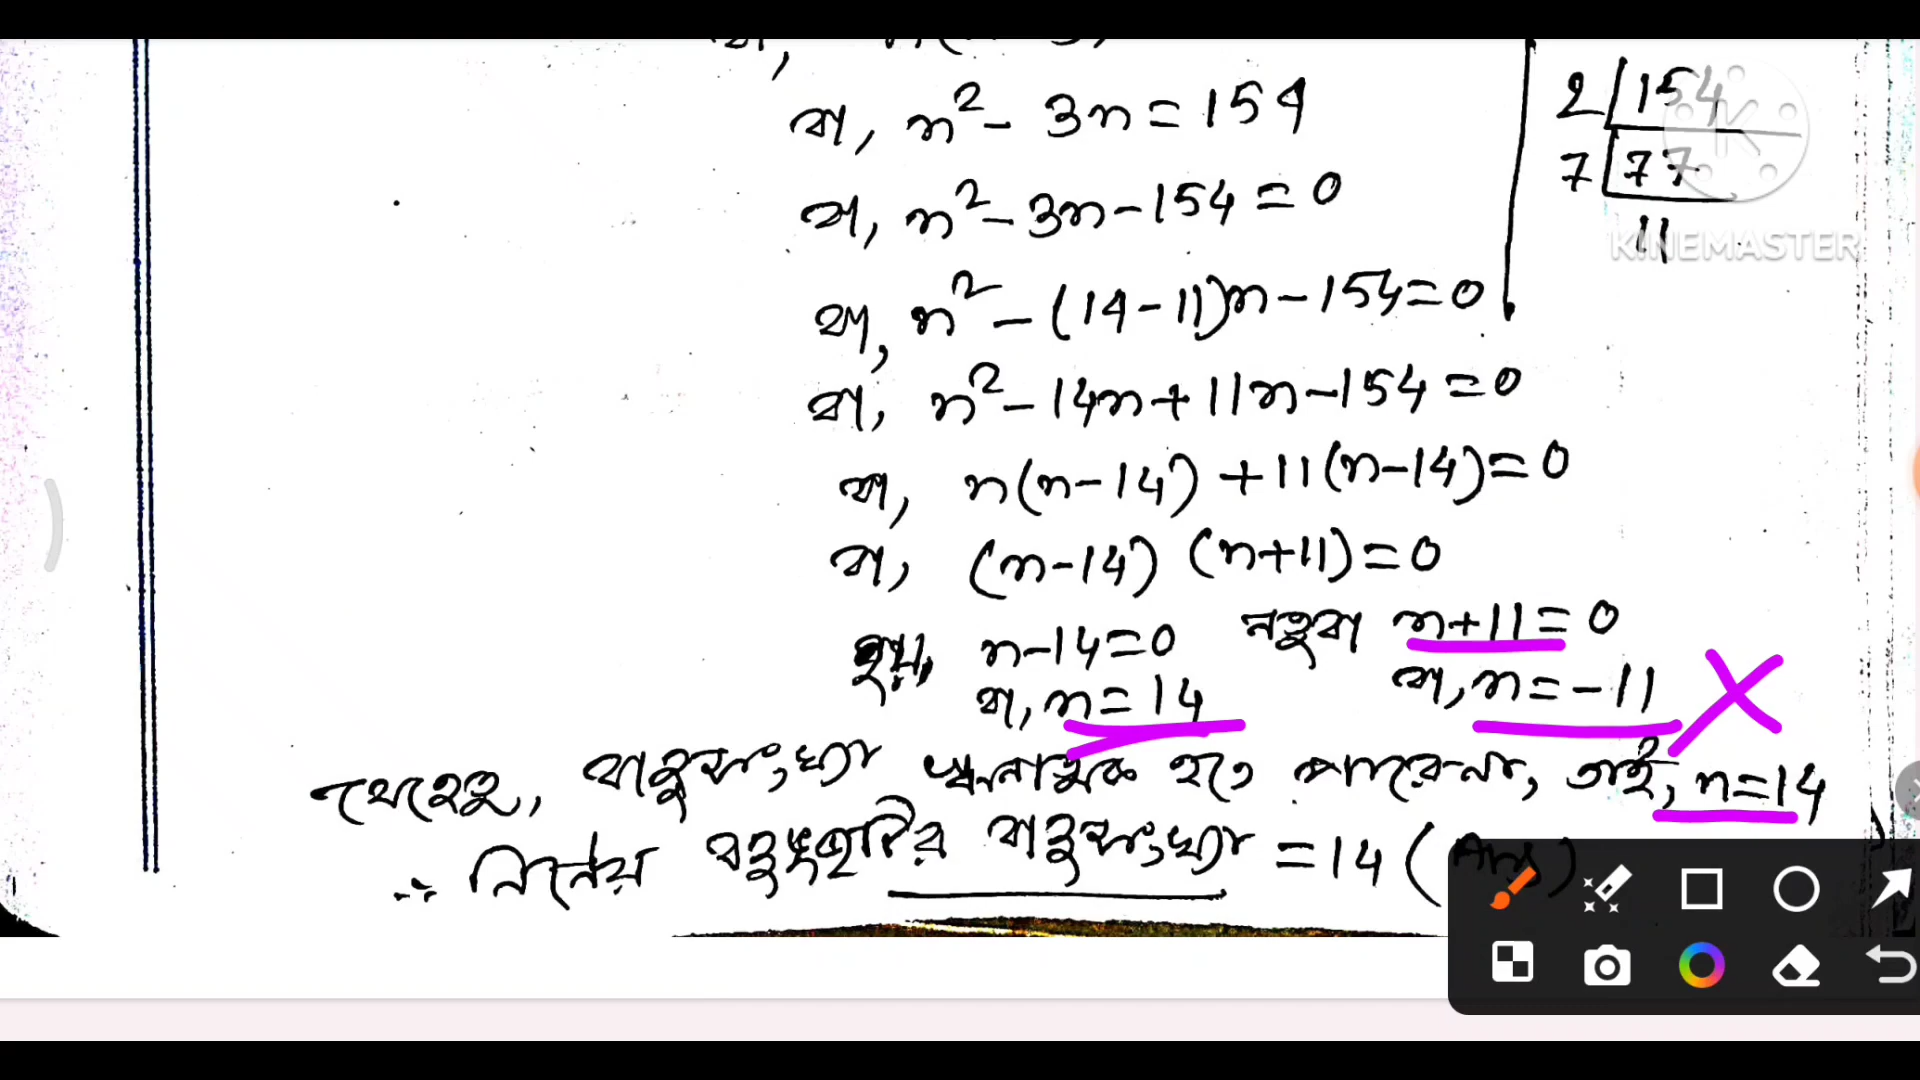 বা, n² - 3n = 154
বা, n² - 3n - 154 = 0
বা, n² - (14 - 11)n - 154 = 0
বা, n² - 14n + 11n - 154 = 0
বা, n(n - 14) + 11(n - 14) = 0
বা, (n - 14) (n + 11) = 0
হয়, n - 14 = 0 নতুবা n + 11 = 0
বা, n = 14 বা, n = -11
যেহেতু, বাহুসংখ্যা ঋণাত্মক হতে পারেনা, তাই, n = 14
∴ নির্ণেয় বহুভুজটির বাহুসংখ্যা = 14 (Ans)
2 | 154
7 | 77
11
KINEMASTER